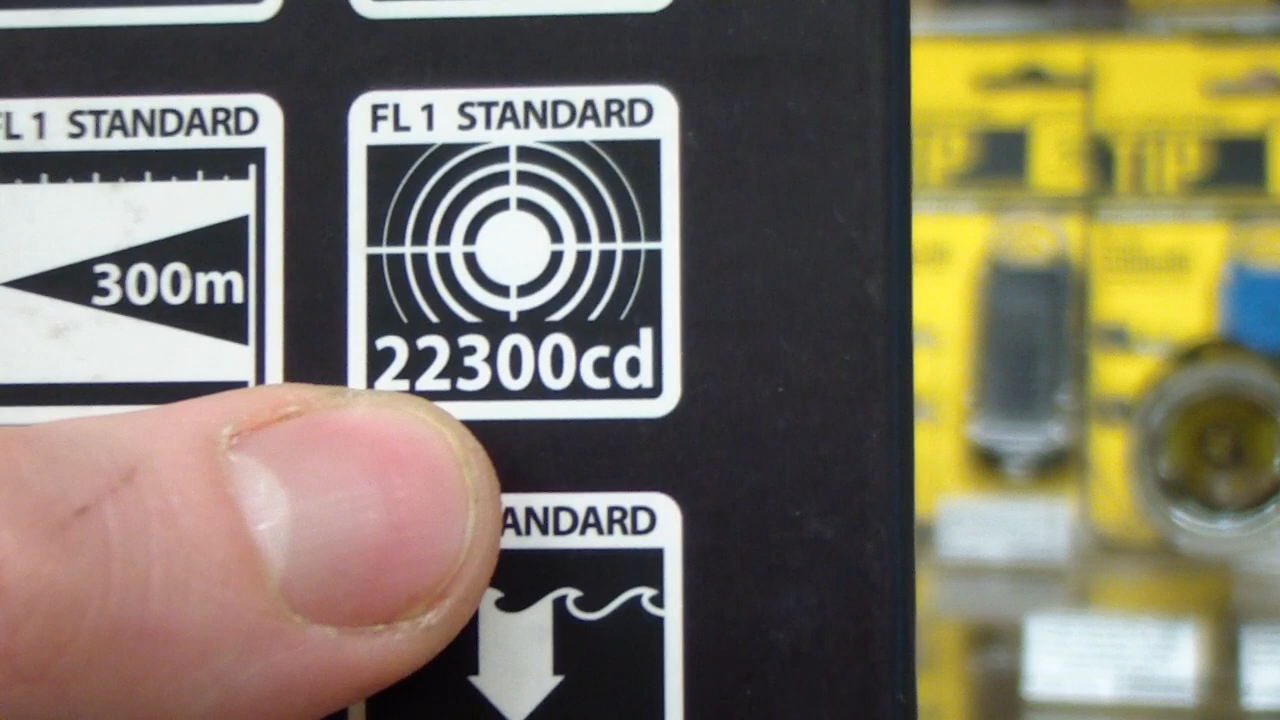 FL 1 STANDARD
300m
FL 1 STANDARD
22300cd
ANDARD